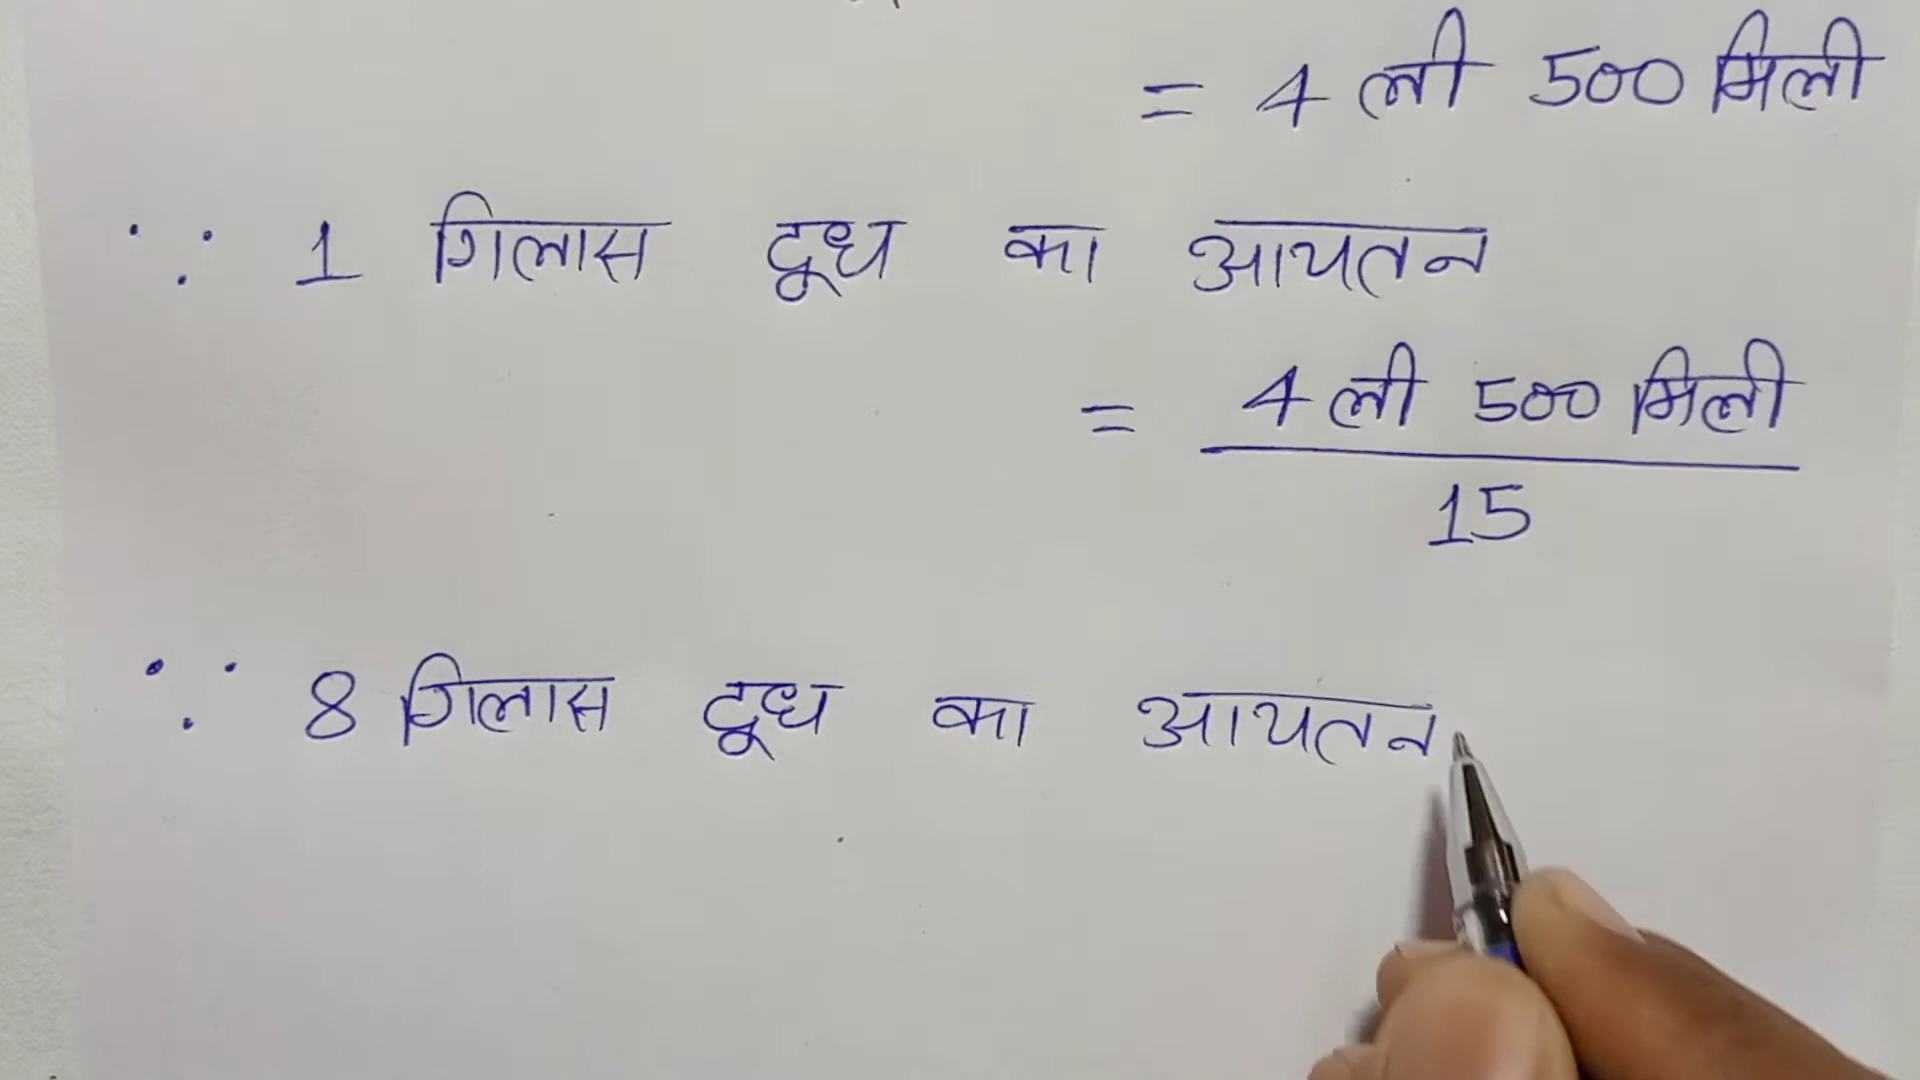 = 4 ली 500 मिली
∵ 1 गिलास दूध का आयतन
= 4 ली 500 मिली
15
∵ 8 गिलास दूध का आयतन